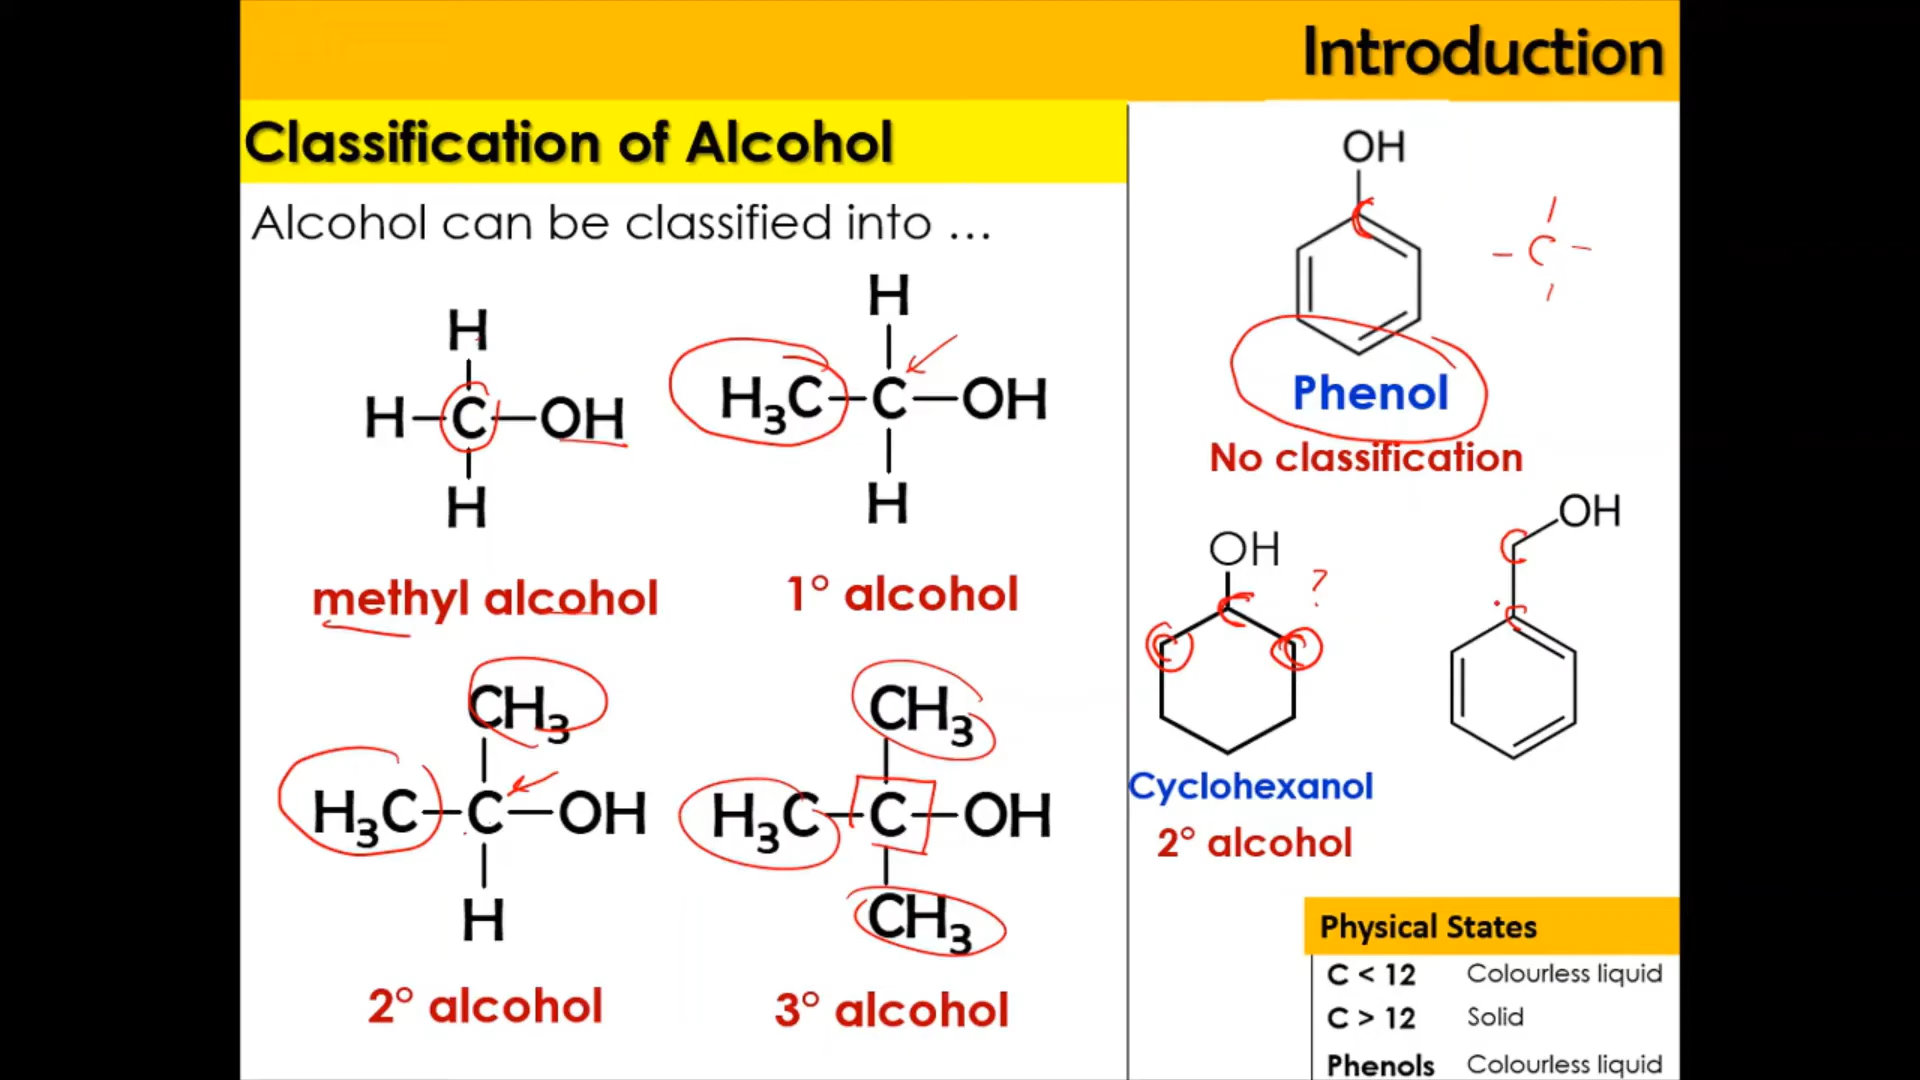 Introduction
Classification of Alcohol
Alcohol can be classified into ...
H
H–C–OH
H
methyl alcohol
H
H₃C–C–OH
H
1° alcohol
CH₃
H₃C–C–OH
H
2° alcohol
CH₃
H₃C–C–OH
CH₃
3° alcohol
OH
C
– C –
Phenol
No classification
OH
?
C
C C
Cyclohexanol
2° alcohol
OH
C
C
Physical States
C < 12 Colourless liquid
C > 12 Solid
Phenols Colourless liquid